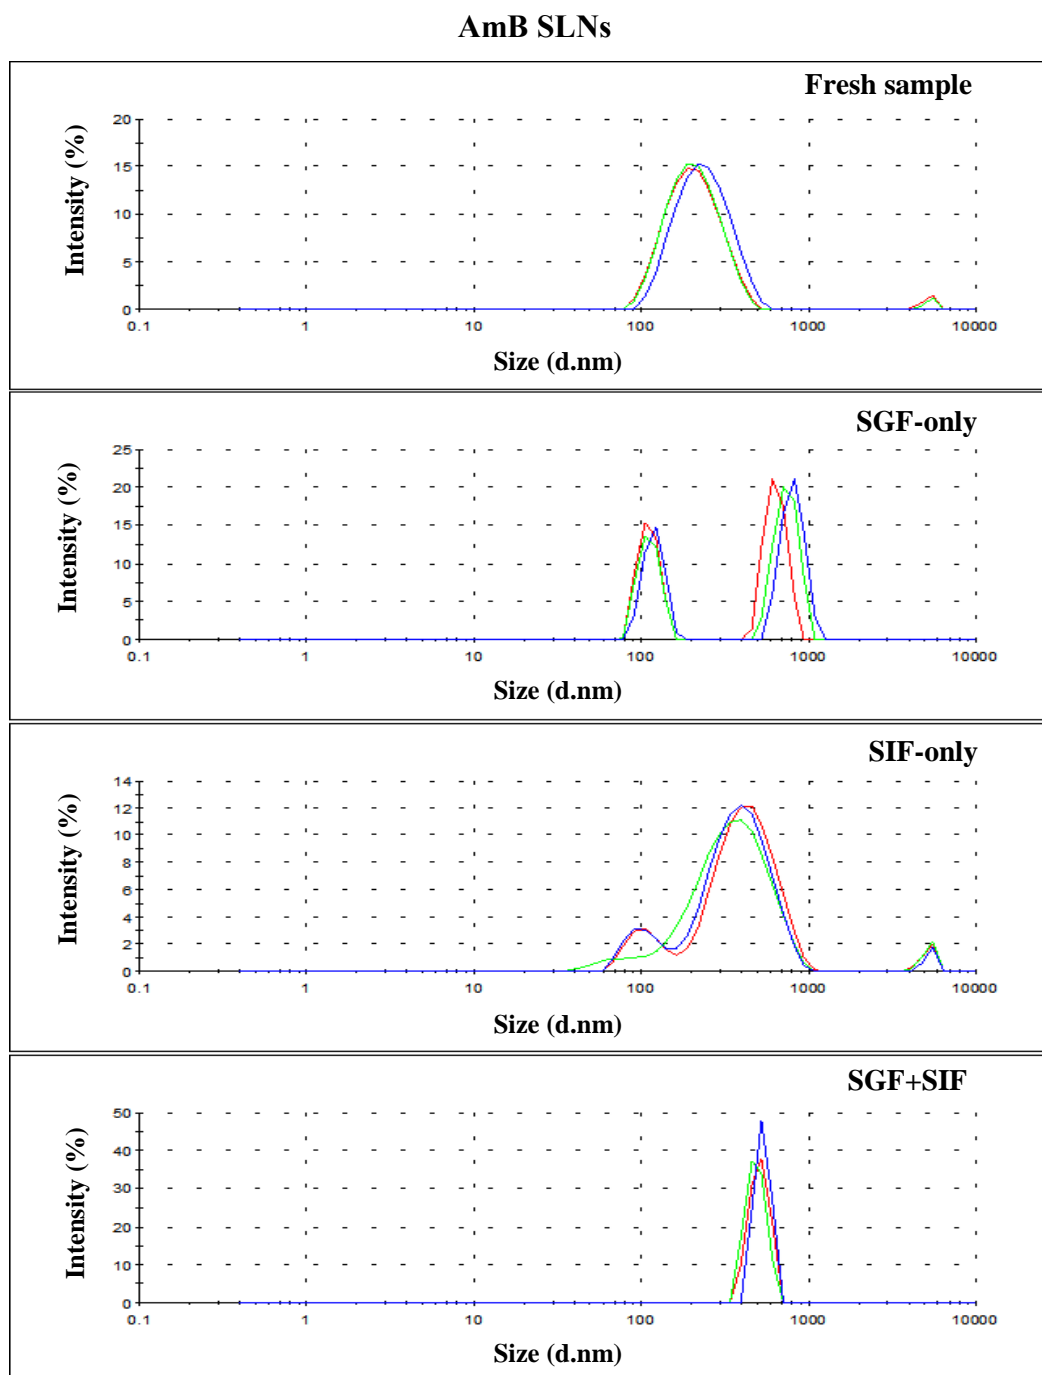 AmB SLNs
Fresh sample
Intensity (%)
20
15
10
5
0
0.1 1 10 100 1000 10000
Size (d.nm)
SGF-only
Intensity (%)
25
20
15
10
5
0
0.1 1 10 100 1000 10000
Size (d.nm)
SIF-only
Intensity (%)
14
12
10
8
6
4
2
0
0.1 1 10 100 1000 10000
Size (d.nm)
SGF+SIF
Intensity (%)
50
40
30
20
10
0
0.1 1 10 100 1000 10000
Size (d.nm)